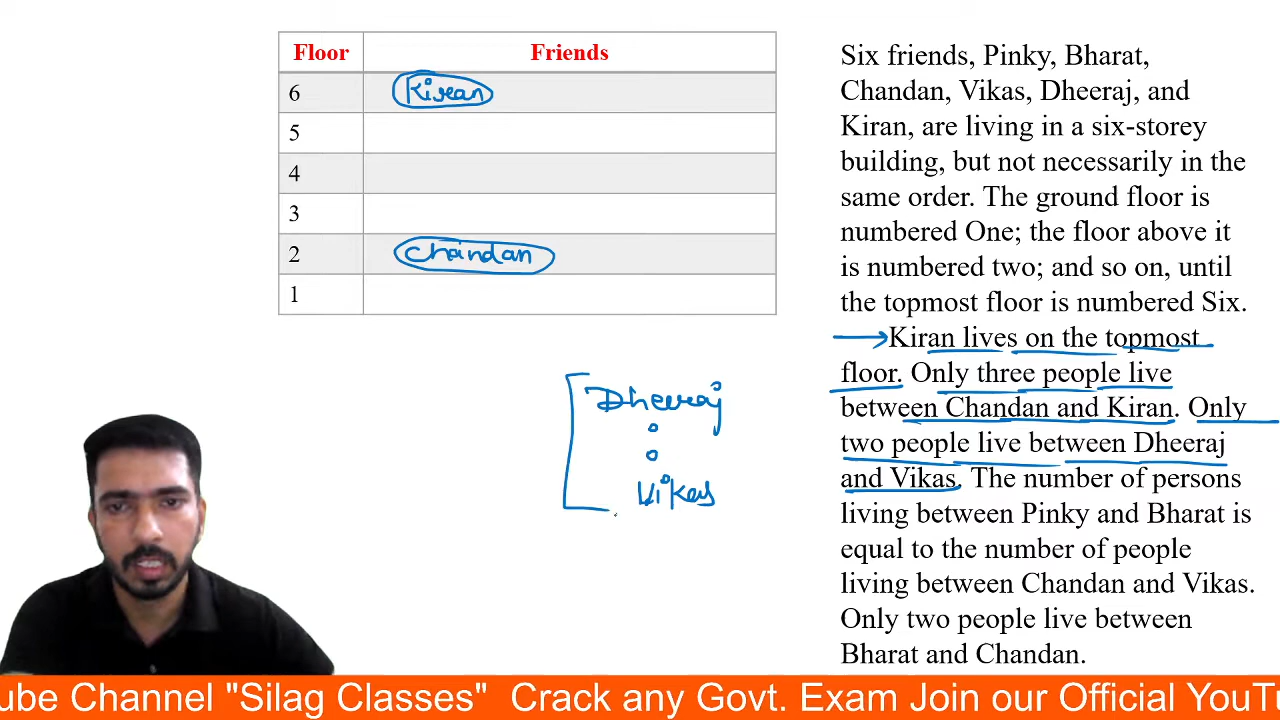 Floor Friends
6 Kiran
5
4
3
2 Chandan
1
Dheeraj
Vikas
Six friends, Pinky, Bharat,
Chandan, Vikas, Dheeraj, and
Kiran, are living in a six-storey
building, but not necessarily in the
same order. The ground floor is
numbered One; the floor above it
is numbered two; and so on, until
the topmost floor is numbered Six.
Kiran lives on the topmost
floor. Only three people live
between Chandan and Kiran. Only
two people live between Dheeraj
and Vikas. The number of persons
living between Pinky and Bharat is
equal to the number of people
living between Chandan and Vikas.
Only two people live between
Bharat and Chandan.
ube Channel "Silag Classes" Crack any Govt. Exam Join our Official YouT